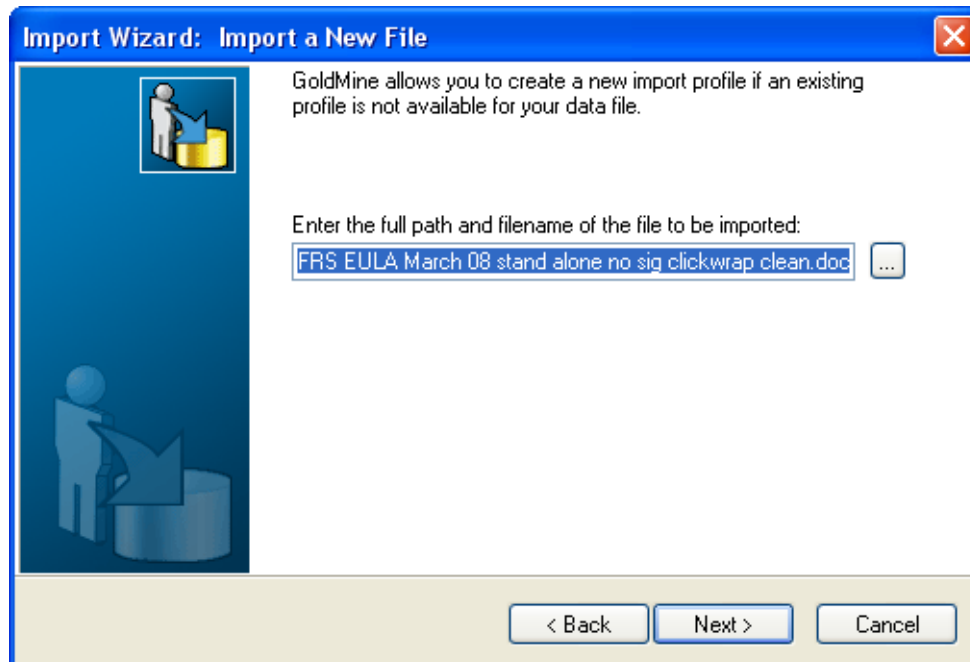 Import Wizard: Import a New File
GoldMine allows you to create a new import profile if an existing
profile is not available for your data file.
Enter the full path and filename of the file to be imported:
FRS EULA March 08 stand alone no sig clickwrap clean.doc
...
< Back
Next >
Cancel